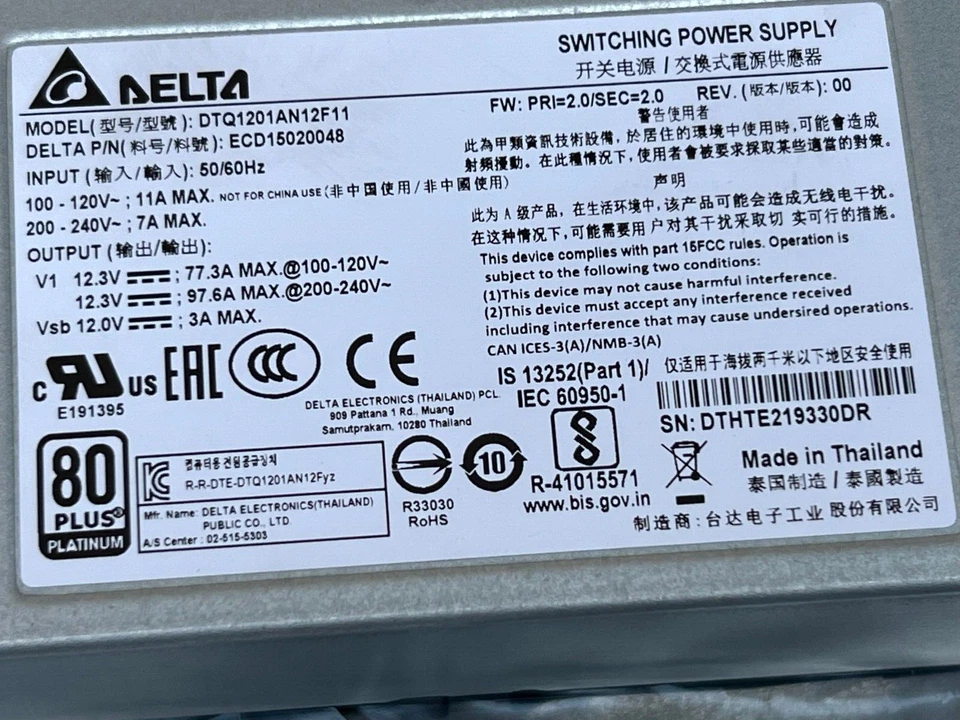 DELTA
SWITCHING POWER SUPPLY
开关电源 / 交換式電源供應器
MODEL(型号/型號): DTQ1201AN12F11
FW: PRI=2.0/SEC=2.0 REV. (版本/版本): 00
DELTA P/N(料号/料號): ECD15020048
INPUT (输入/輸入): 50/60Hz
100 - 120V~ ; 11A MAX. NOT FOR CHINA USE (非中国使用/非中國使用)
200 - 240V~ ; 7A MAX.
OUTPUT (输出/輸出):
V1 12.3V ; 77.3A MAX.@100-120V~
12.3V ; 97.6A MAX.@200-240V~
Vsb 12.0V ; 3A MAX.
警告使用者
此為甲類資訊技術設備, 於居住的環境中使用時, 可能會造成
射頻擾動。在此種情況下, 使用者會被要求採取某些適當的對策。
声明
此为 A 级产品, 在生活环境中, 该产品可能会造成无线电干扰。
在这种情况下, 可能需要用户对其干扰采取切 实可行的措施。
This device complies with part 15FCC rules. Operation is
subject to the following two conditions:
(1)This device may not cause harmful interference.
(2)This device must accept any interference received
including interference that may cause undersired operations.
CAN ICES-3(A)/NMB-3(A)
c RU US
E191395
EAC
CCC
CE
DELTA ELECTRONICS (THAILAND) PCL.
909 Pattana 1 Rd., Muang
Samutprakarn, 10280 Thailand
IS 13252(Part 1)/
IEC 60950-1
仅适用于海拔两千米以下地区安全使用
SN: DTHTE219330DR
80
PLUS®
PLATINUM
컴퓨터용 전원공급장치
R-R-DTE-DTQ1201AN12Fyz
Mfr. Name: DELTA ELECTRONICS(THAILAND)
PUBLIC CO., LTD.
A/S Center : 02-515-5303
R33030
RoHS
10
R-41015571
www.bis.gov.in
Made in Thailand
泰国制造 / 泰國製造
制造商: 台达电子工业 股份有限公司